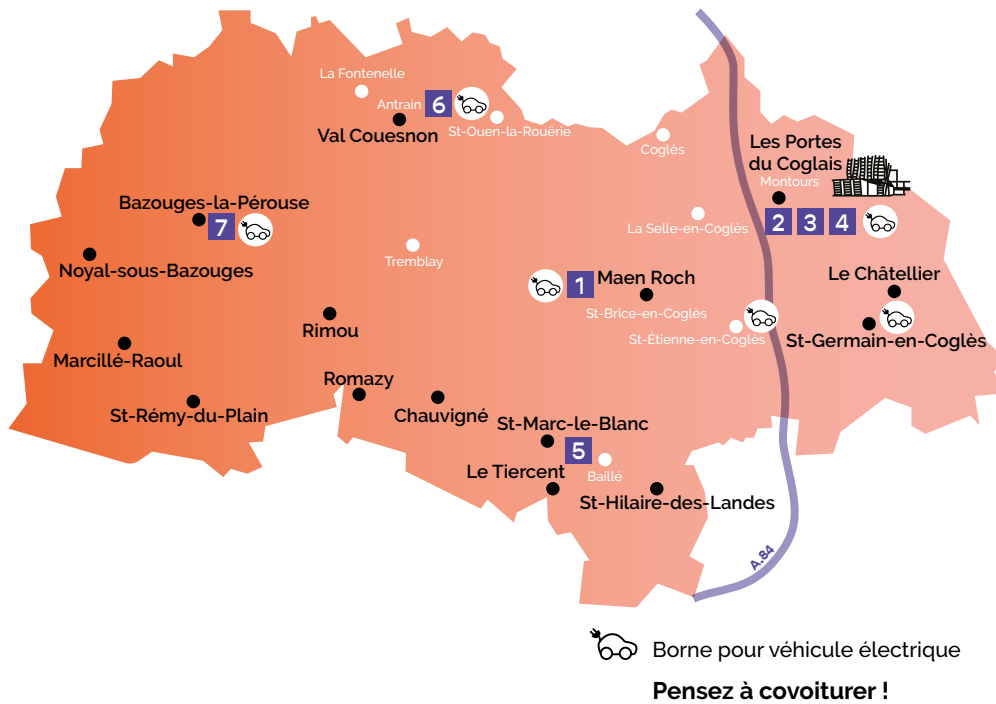 La Fontenelle
Antrain
6
Val Couesnon
St-Ouen-la-Rouërie
Coglès
Les Portes
du Coglais
Montours
2 3 4
Bazouges-la-Pérouse
7
La Selle-en-Coglès
Noyal-sous-Bazouges
Tremblay
1
Maen Roch
St-Brice-en-Coglès
Le Châtellier
St-Étienne-en-Coglès
St-Germain-en-Coglès
Rimou
Marcillé-Raoul
Romazy
St-Rémy-du-Plain
Chauvigné
St-Marc-le-Blanc
5
Baillé
Le Tiercent
St-Hilaire-des-Landes
A.84
Borne pour véhicule électrique
Pensez à covoiturer !